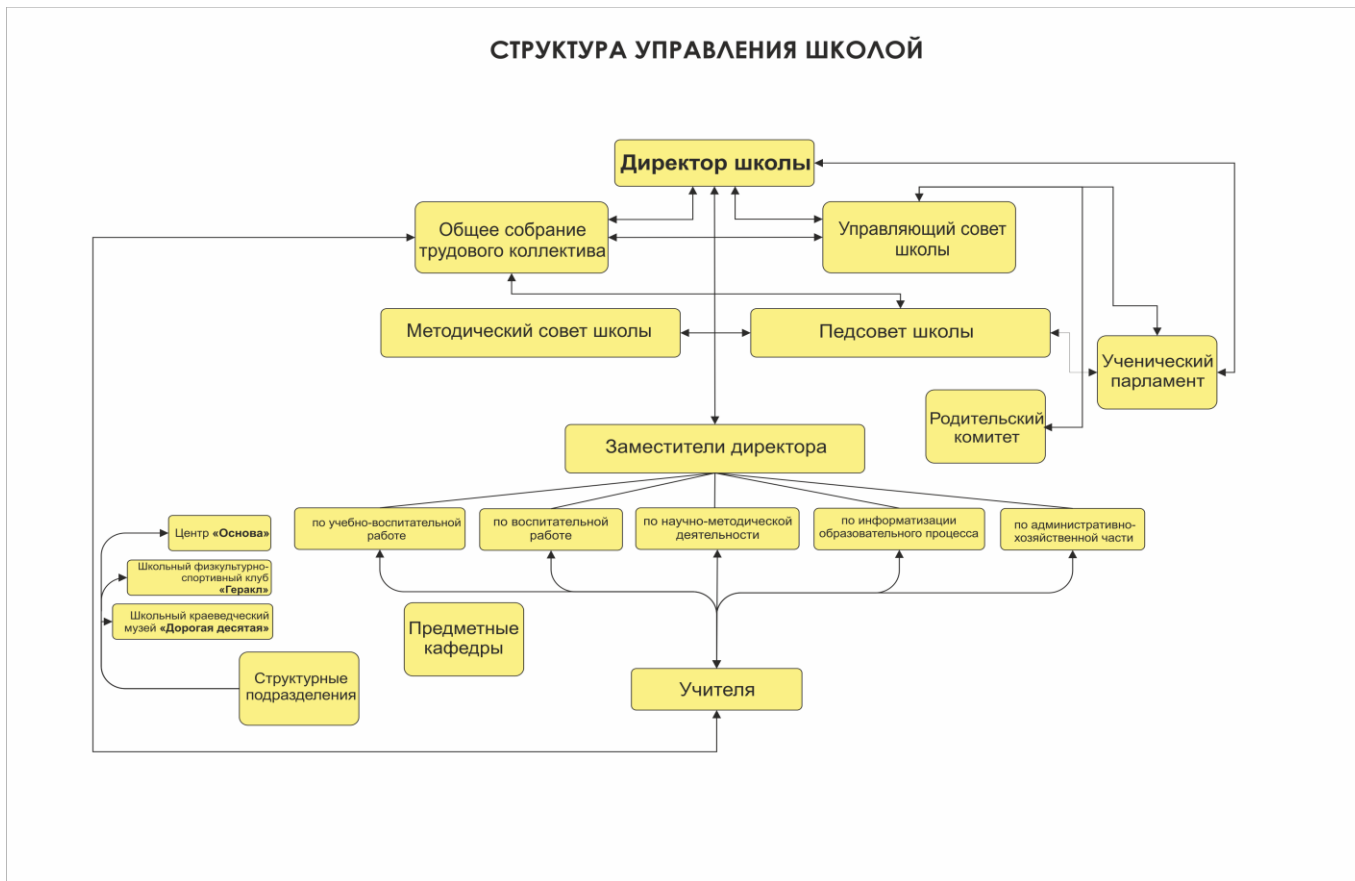 СТРУКТУРА УПРАВЛЕНИЯ ШКОЛОЙ
Директор школы
Общее собрание
трудового коллектива
Управляющий совет
школы
Методический совет школы
Педсовет школы
Ученический
парламент
Родительский
комитет
Заместители директора
по учебно-воспитательной
работе
по воспитательной
работе
по научно-методической
деятельности
по информатизации
образовательного процесса
по административно-
хозяйственной части
Центр «Основа»
Школьный физкультурно-
спортивный клуб
«Геракл»
Школьный краеведческий
музей «Дорогая десятая»
Предметные
кафедры
Структурные
подразделения
Учителя